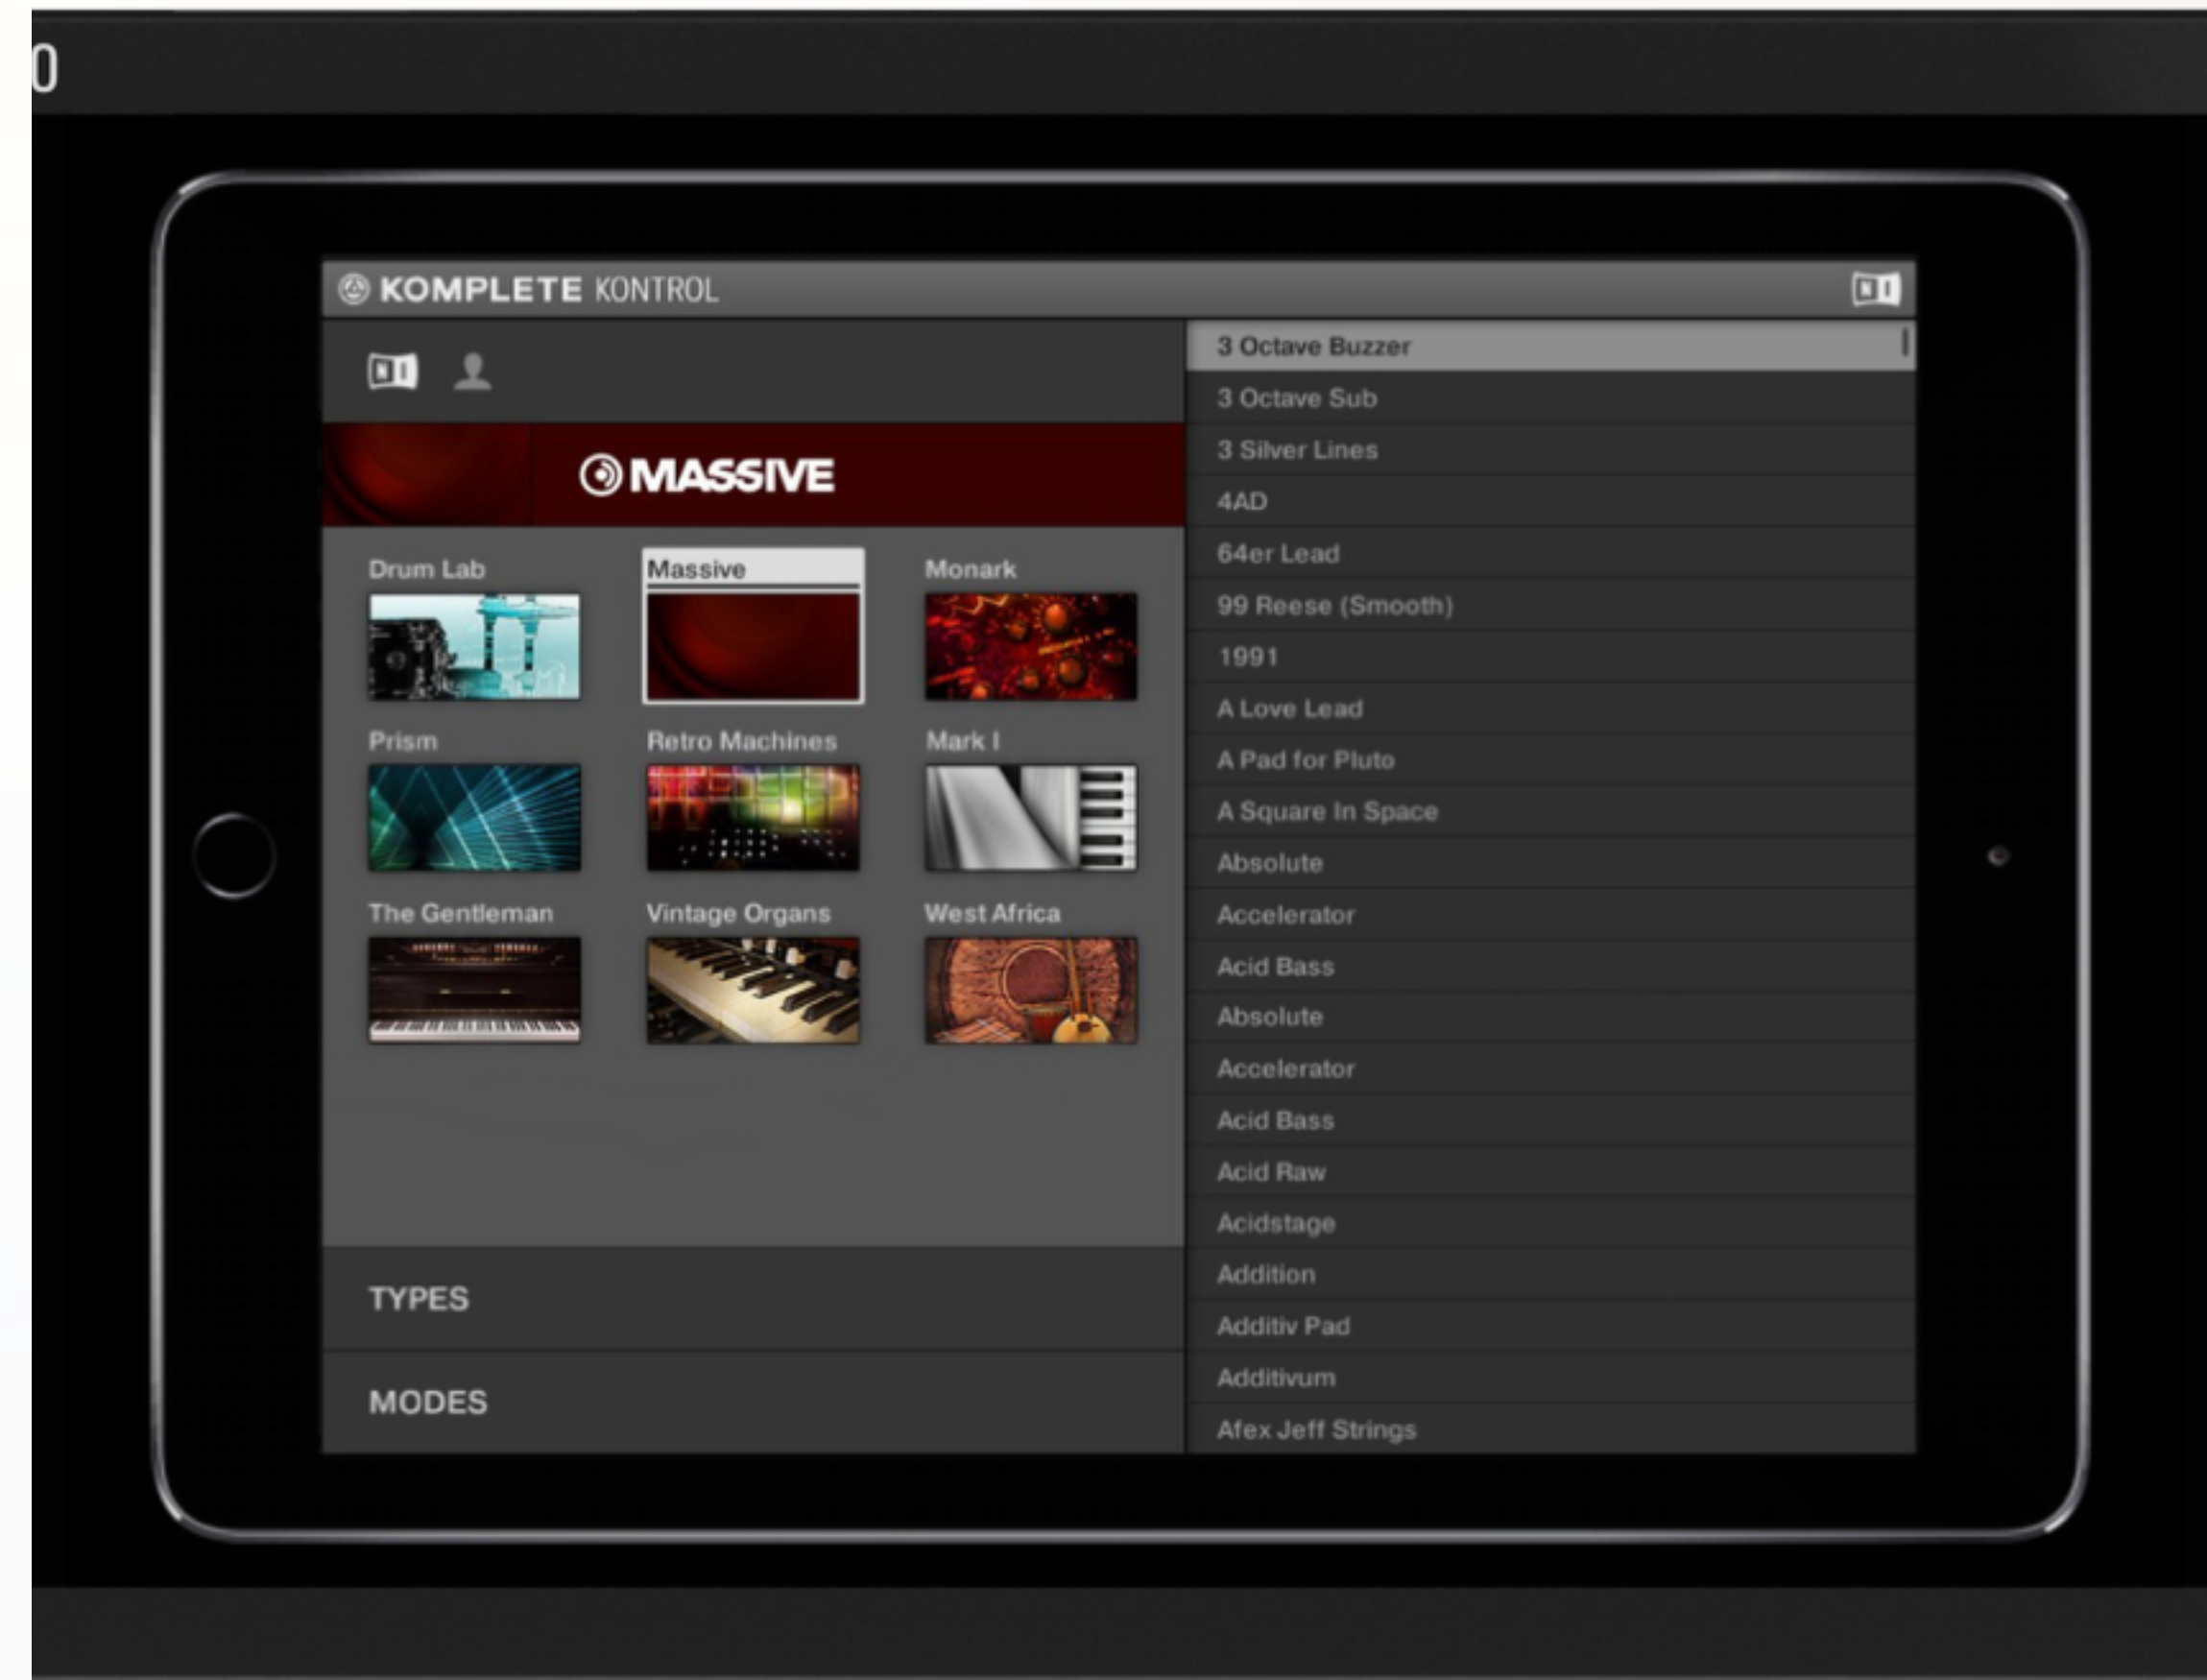 0
KOMPLETE KONTROL
NI
NI
MASSIVE
Drum Lab
Massive
Monark
Prism
Retro Machines
Mark I
The Gentleman
Vintage Organs
West Africa
TYPES
MODES
3 Octave Buzzer
3 Octave Sub
3 Silver Lines
4AD
64er Lead
99 Reese (Smooth)
1991
A Love Lead
A Pad for Pluto
A Square In Space
Absolute
Accelerator
Acid Bass
Absolute
Accelerator
Acid Bass
Acid Raw
Acidstage
Addition
Additiv Pad
Additivum
Afex Jeff Strings